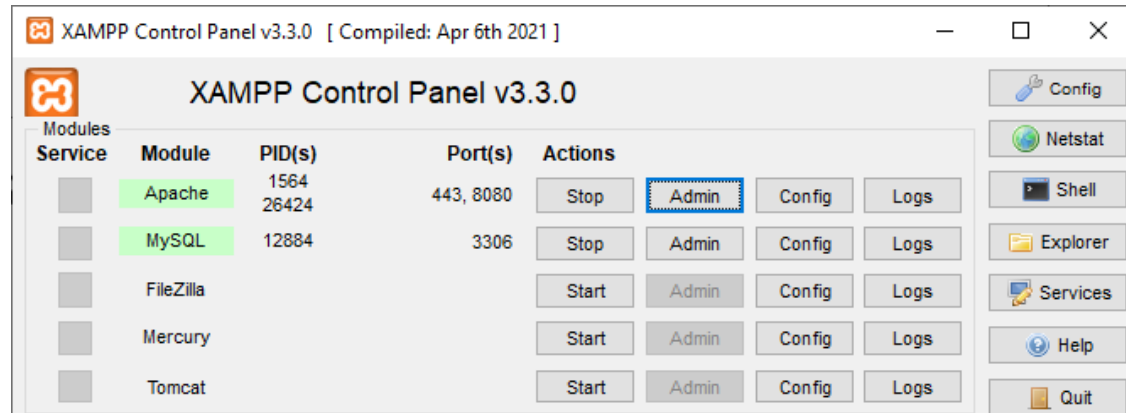 XAMPP Control Panel v3.3.0 [ Compiled: Apr 6th 2021 ]
XAMPP Control Panel v3.3.0
Config
Modules
Netstat
Service Module PID(s) Port(s) Actions
Apache 1564 26424 443, 8080 Stop Admin Config Logs
Shell
MySQL 12884 3306 Stop Admin Config Logs
Explorer
FileZilla Start Admin Config Logs
Services
Mercury Start Admin Config Logs
Help
Tomcat Start Admin Config Logs
Quit